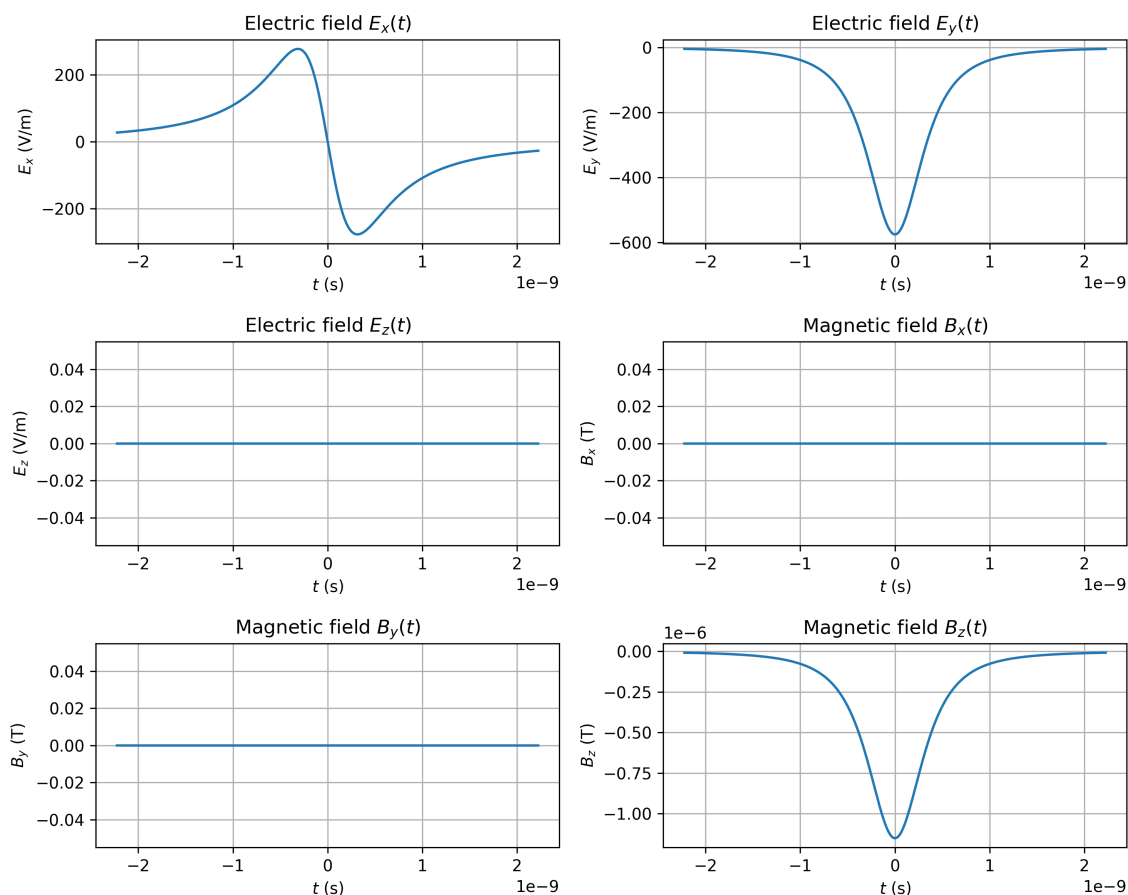 Electric field E_x(t)
E_x (V/m)
200
0
−200
−2 −1 0 1 2
1e−9
t (s)
Electric field E_y(t)
E_y (V/m)
0
−200
−400
−600
−2 −1 0 1 2
1e−9
t (s)
Electric field E_z(t)
E_z (V/m)
0.04
0.02
0.00
−0.02
−0.04
−2 −1 0 1 2
1e−9
t (s)
Magnetic field B_x(t)
B_x (T)
0.04
0.02
0.00
−0.02
−0.04
−2 −1 0 1 2
1e−9
t (s)
Magnetic field B_y(t)
B_y (T)
0.04
0.02
0.00
−0.02
−0.04
−2 −1 0 1 2
1e−9
t (s)
Magnetic field B_z(t)
1e−6
B_z (T)
0.00
−0.25
−0.50
−0.75
−1.00
−2 −1 0 1 2
1e−9
t (s)